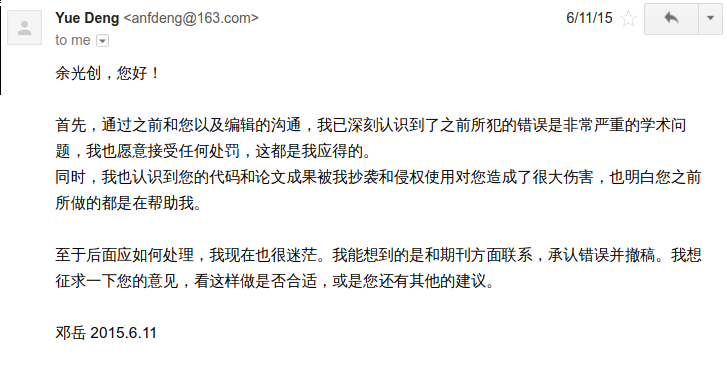 Yue Deng <anfdeng@163.com>
6/11/15
to me
余光创，您好！
首先，通过之前和您以及编辑的沟通，我已深刻认识到了之前所犯的错误是非常严重的学术问
题，我也愿意接受任何处罚，这都是我应得的。
同时，我也认识到您的代码和论文成果被我抄袭和侵权使用对您造成了很大伤害，也明白您之前
所做的都是在帮助我。
至于后面应如何处理，我现在也很迷茫。我能想到的是和期刊方面联系，承认错误并撤稿。我想
征求一下您的意见，看这样做是否合适，或是您还有其他的建议。
邓岳 2015.6.11